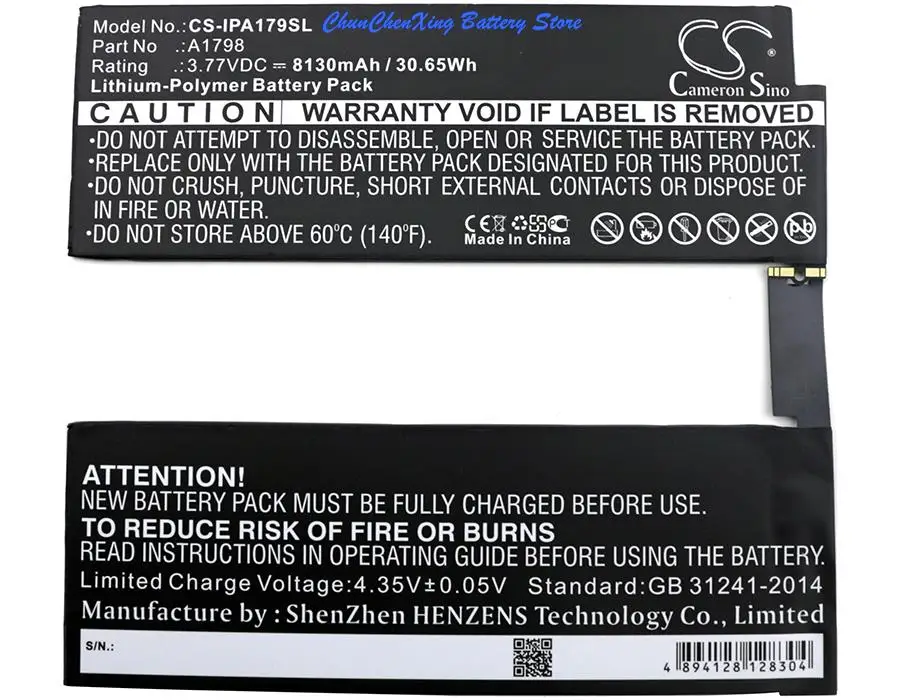 Model No.:CS-IPA179SL ChunChenXing Battery Store
Part No .:A1798
Rating .:3.77VDC ⎓ 8130mAh / 30.65Wh
Lithium-Polymer Battery Pack
CS ®
Cameron Sino
CAUTION WARRANTY VOID IF LABEL IS REMOVED
•DO NOT ATTEMPT TO DISASSEMBLE, OPEN OR SERVICE THE BATTERY PACK.
•REPLACE ONLY WITH THE BATTERY PACK DESIGNATED FOR THIS PRODUCT.
•DO NOT CRUSH, PUNCTURE, SHORT EXTERNAL CONTACTS OR DISPOSE OF
IN FIRE OR WATER.
•DO NOT STORE ABOVE 60°C (140°F).
CE
Made In China
Pb
ATTENTION!
NEW BATTERY PACK MUST BE FULLY CHARGED BEFORE USE.
TO REDUCE RISK OF FIRE OR BURNS
READ INSTRUCTIONS IN OPERATING GUIDE BEFORE USING THE BATTERY.
Limited Charge Voltage:4.35V±0.05V Standard:GB 31241-2014
Manufacture by : ShenZhen HENZENS Technology Co., Limited
S/N.:
4 894128 128304